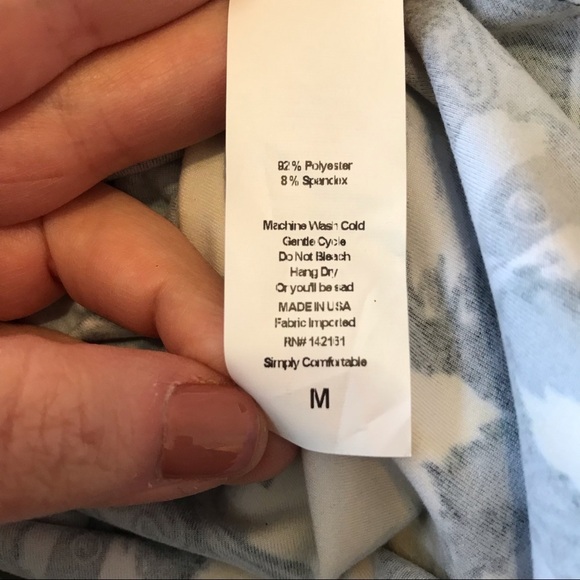 92% Polyester
8% Spandex
Machine Wash Cold
Gentle Cycle
Do Not Bleach
Hang Dry
Or you'll be sad
MADE IN USA
Fabric Imported
RN# 142131
Simply Comfortable
M